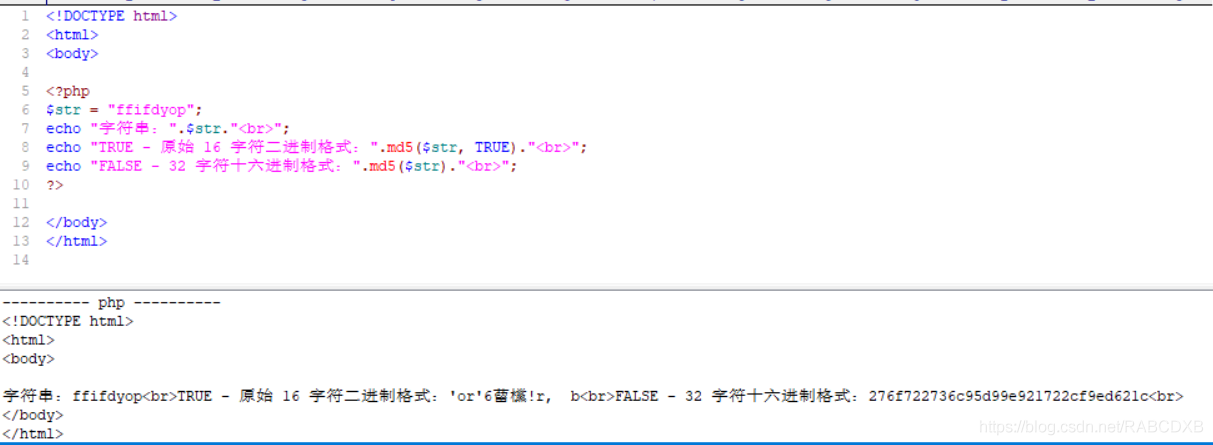 1 <!DOCTYPE html>
2 <html>
3 <body>
4
5 <?php
6 $str = "ffifdyop";
7 echo "字符串：".$str."<br>";
8 echo "TRUE - 原始 16 字符二进制格式：".md5($str, TRUE)."<br>";
9 echo "FALSE - 32 字符十六进制格式：".md5($str)."<br>";
10 ?>
11
12 </body>
13 </html>
14
---------- php ----------
<!DOCTYPE html>
<html>
<body>
字符串：ffifdyop<br>TRUE - 原始 16 字符二进制格式：'or'6蓇櫃!r,  b<br>FALSE - 32 字符十六进制格式：276f722736c95d99e921722cf9ed621c<br>
</body>
</html>
https://blog.csdn.net/RABCDXB